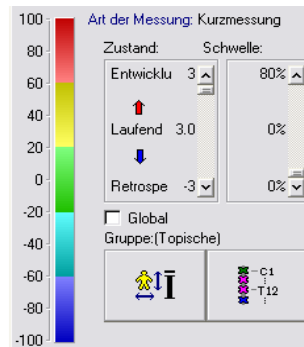 Art der Messung: Kurzmessung
Zustand: Schwelle:
Entwicklu 3 80%
Laufend 3.0 0%
Retrospe -3 0%
Global
Gruppe:(Topische)
I
C1
T12
100
80
60
40
20
0
-20
-40
-60
-80
-100